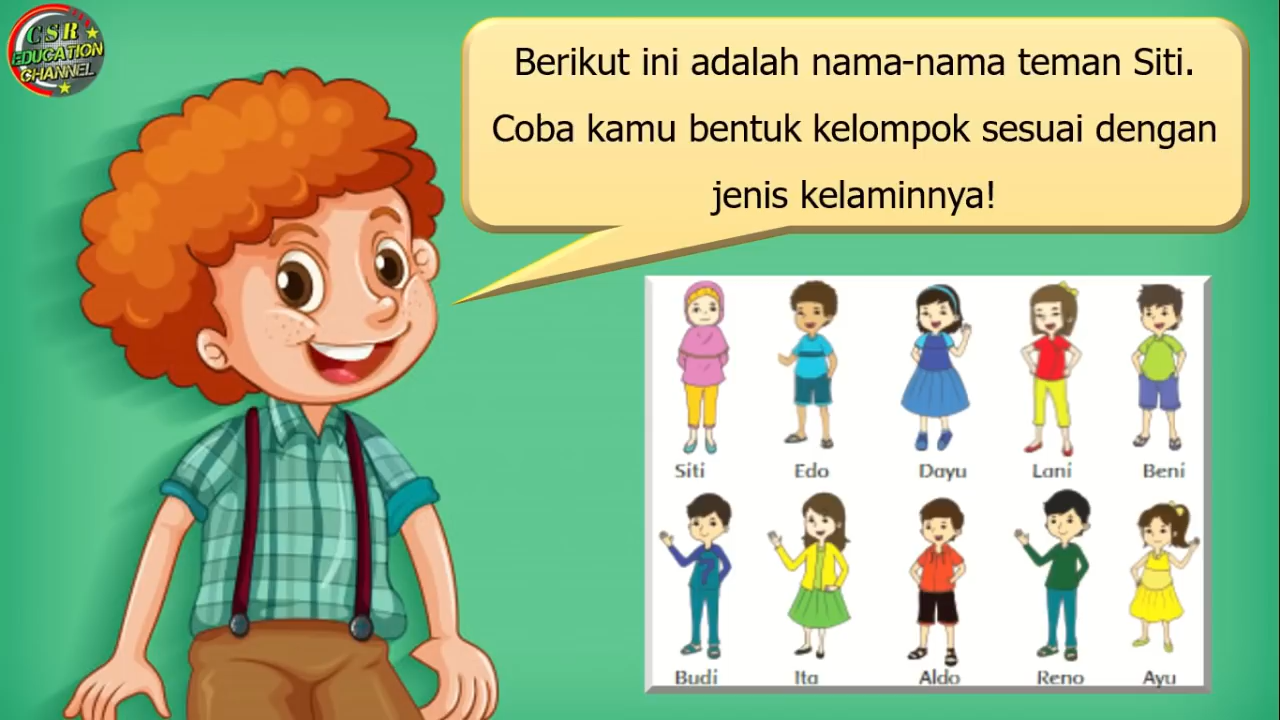 CSR
EDUCATION
CHANNEL
Berikut ini adalah nama-nama teman Siti.
Coba kamu bentuk kelompok sesuai dengan
jenis kelaminnya!
Siti Edo Dayu Lani Beni
Budi Ita Aldo Reno Ayu